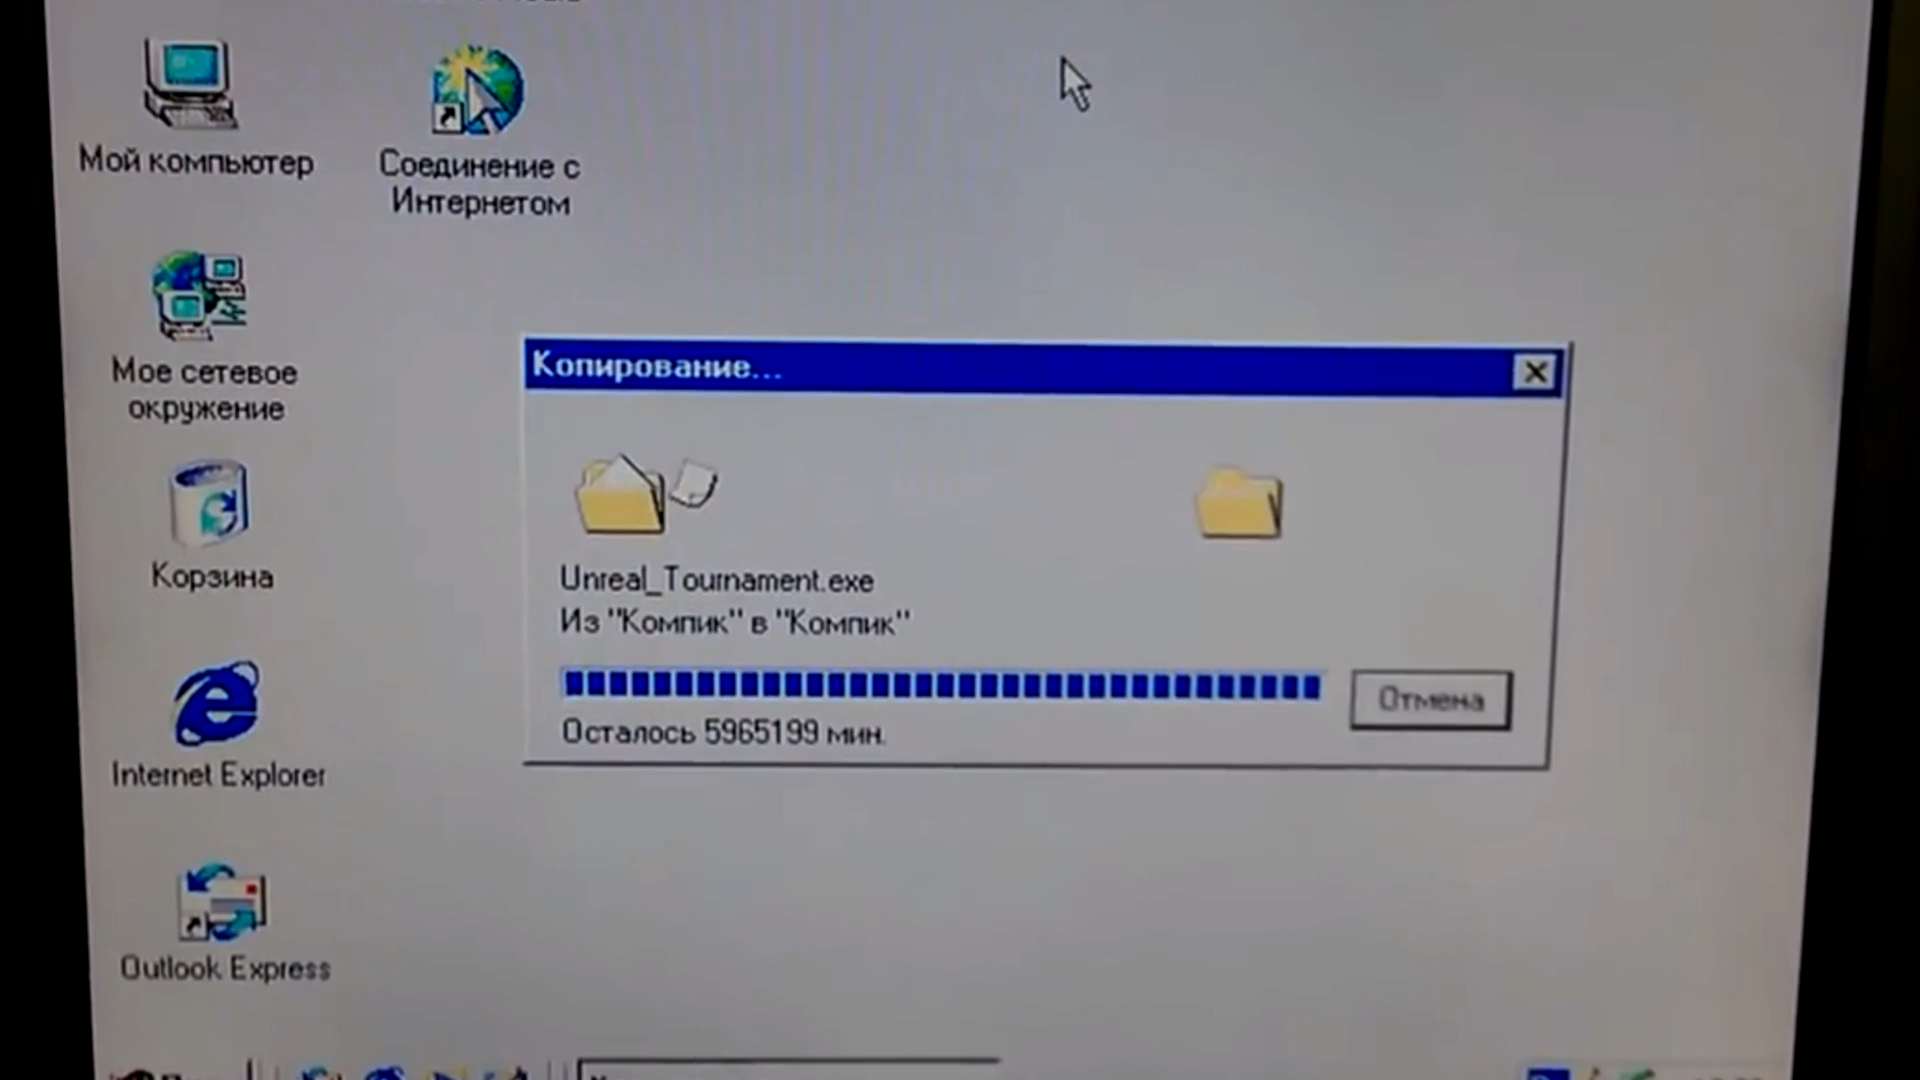 Мой компьютер
Соединение с
Интернетом
Мое сетевое
окружение
Корзина
Internet Explorer
Outlook Express
Копирование...
Unreal_Tournament.exe
Из "Компик" в "Компик"
Осталось 5965199 мин.
Отмена